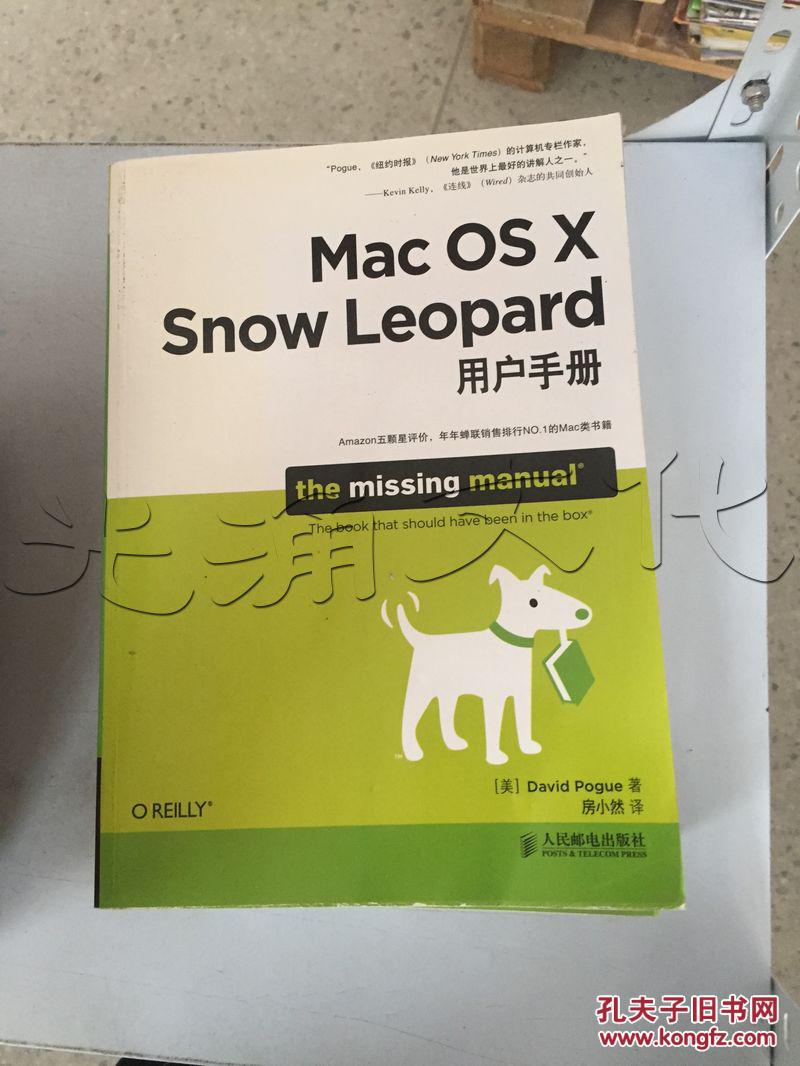 “Pogue，《纽约时报》（New York Times）的计算机专栏作家，
他是世界上最好的讲解人之一。”
——Kevin Kelly，《连线》（Wired）杂志的共同创始人
Mac OS X
Snow Leopard
用户手册
Amazon五颗星评价，年年蝉联销售排行NO.1的Mac类书籍
the missing manual®
The book that should have been in the box®
文化
TM
［美］David Pogue 著
房小然 译
O REILLY®
人民邮电出版社
POSTS & TELECOM PRESS
孔夫子旧书网
www.kongfz.com